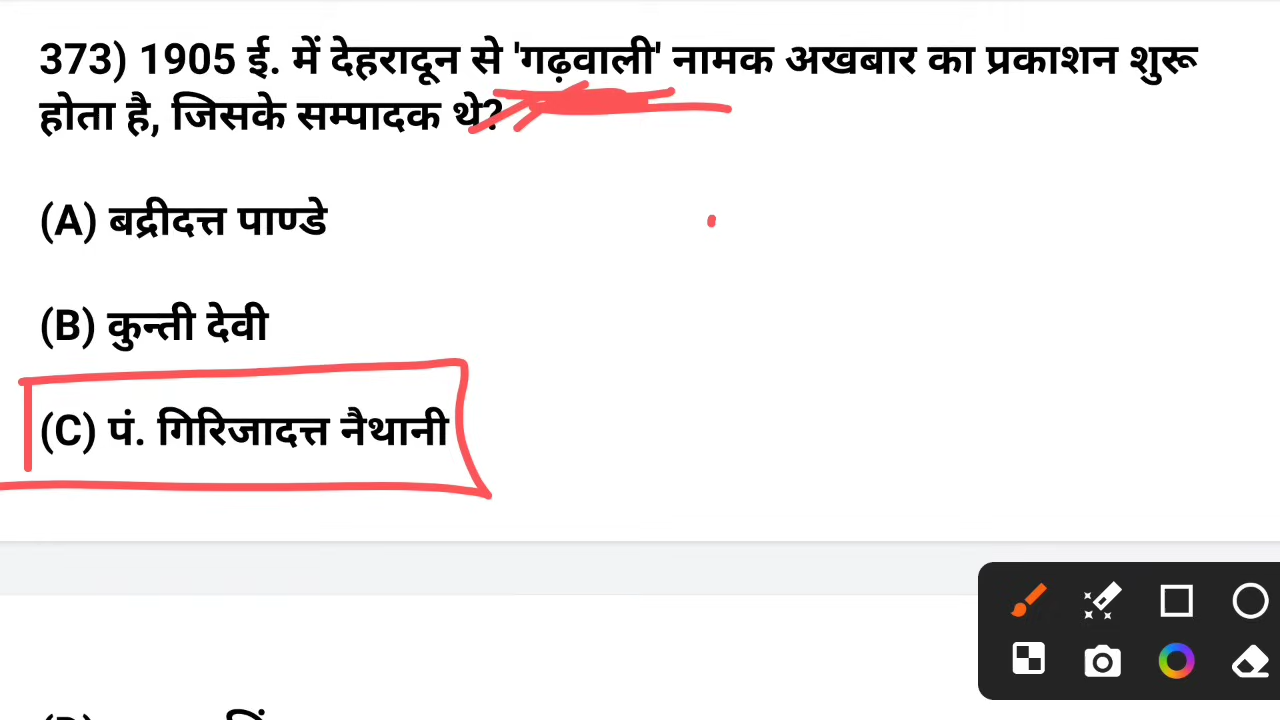 373) 1905 ई. में देहरादून से 'गढ़वाली' नामक अखबार का प्रकाशन शुरू
होता है, जिसके सम्पादक थे?
(A) बद्रीदत्त पाण्डे
(B) कुन्ती देवी
(C) पं. गिरिजादत्त नैथानी